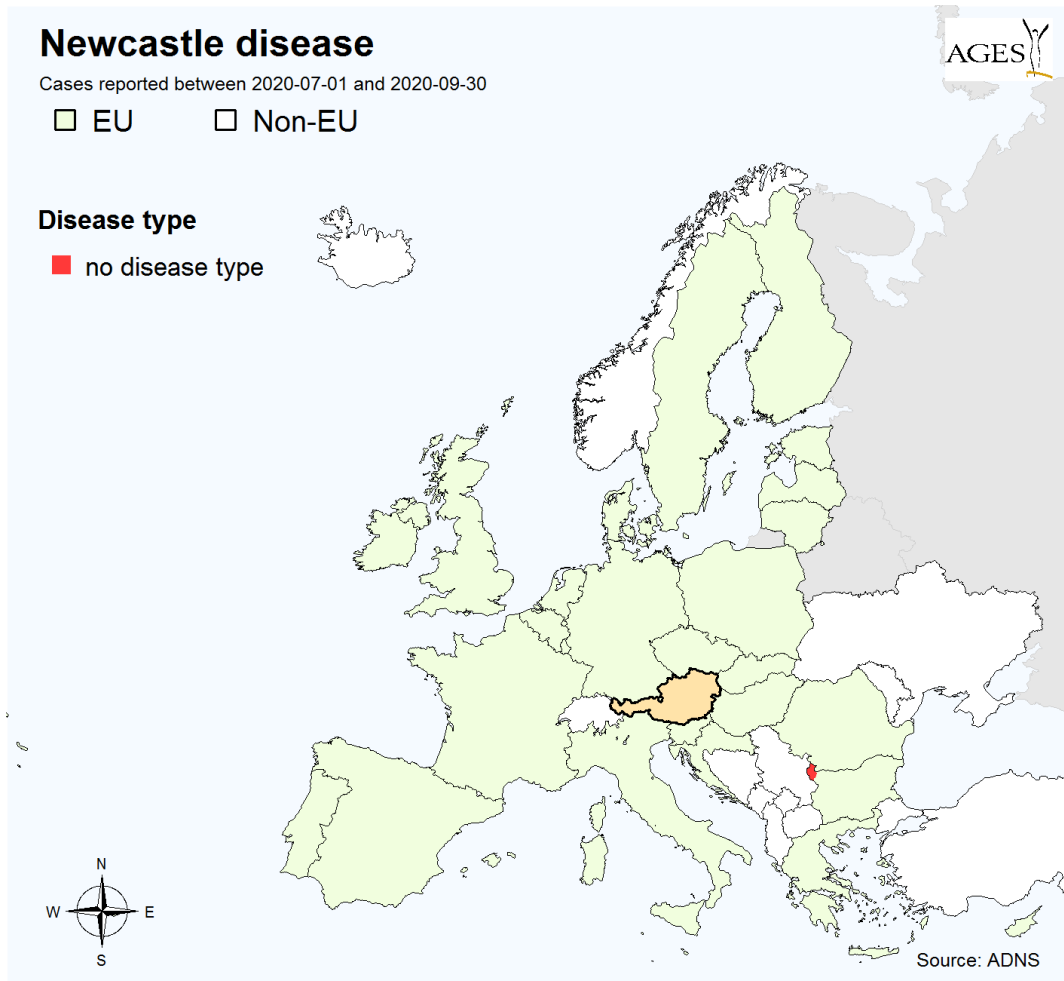 Newcastle disease
Cases reported between 2020-07-01 and 2020-09-30
EU Non-EU
AGES
Disease type
no disease type
N
W E
S
Source: ADNS